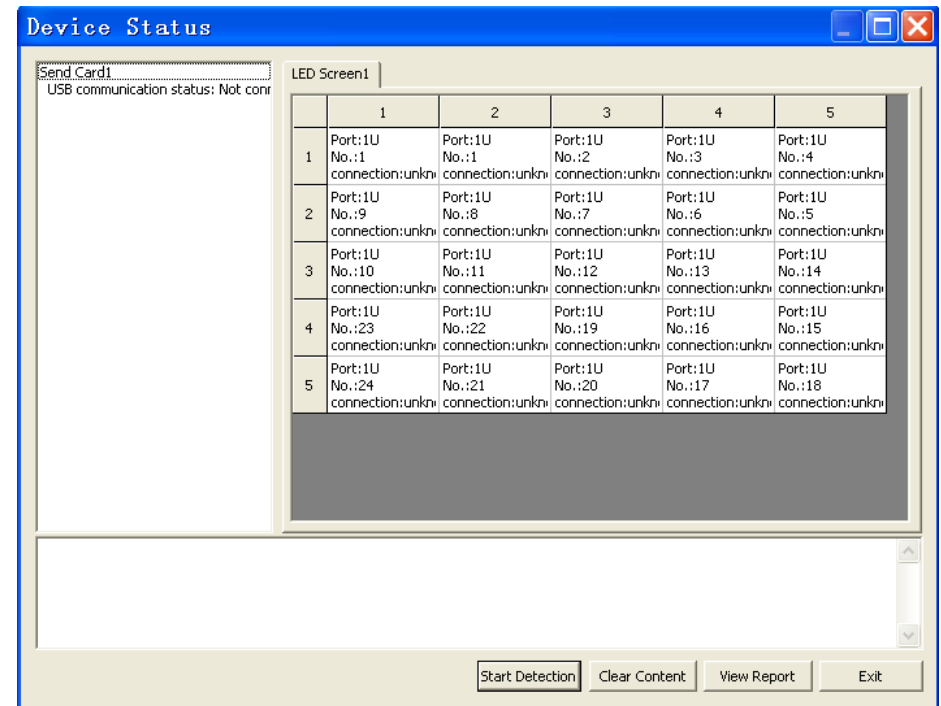 Device Status
Send Card1
USB communication status: Not conr
LED Screen1
1 2 3 4 5
1
Port:1U Port:1U Port:1U Port:1U Port:1U
No.:1 No.:1 No.:2 No.:3 No.:4
connection:unkn connection:unkn connection:unkn connection:unkn connection:unkn
2
Port:1U Port:1U Port:1U Port:1U Port:1U
No.:9 No.:8 No.:7 No.:6 No.:5
connection:unkn connection:unkn connection:unkn connection:unkn connection:unkn
3
Port:1U Port:1U Port:1U Port:1U Port:1U
No.:10 No.:11 No.:12 No.:13 No.:14
connection:unkn connection:unkn connection:unkn connection:unkn connection:unkn
4
Port:1U Port:1U Port:1U Port:1U Port:1U
No.:23 No.:22 No.:19 No.:16 No.:15
connection:unkn connection:unkn connection:unkn connection:unkn connection:unkn
5
Port:1U Port:1U Port:1U Port:1U Port:1U
No.:24 No.:21 No.:20 No.:17 No.:18
connection:unkn connection:unkn connection:unkn connection:unkn connection:unkn
Start Detection Clear Content View Report Exit